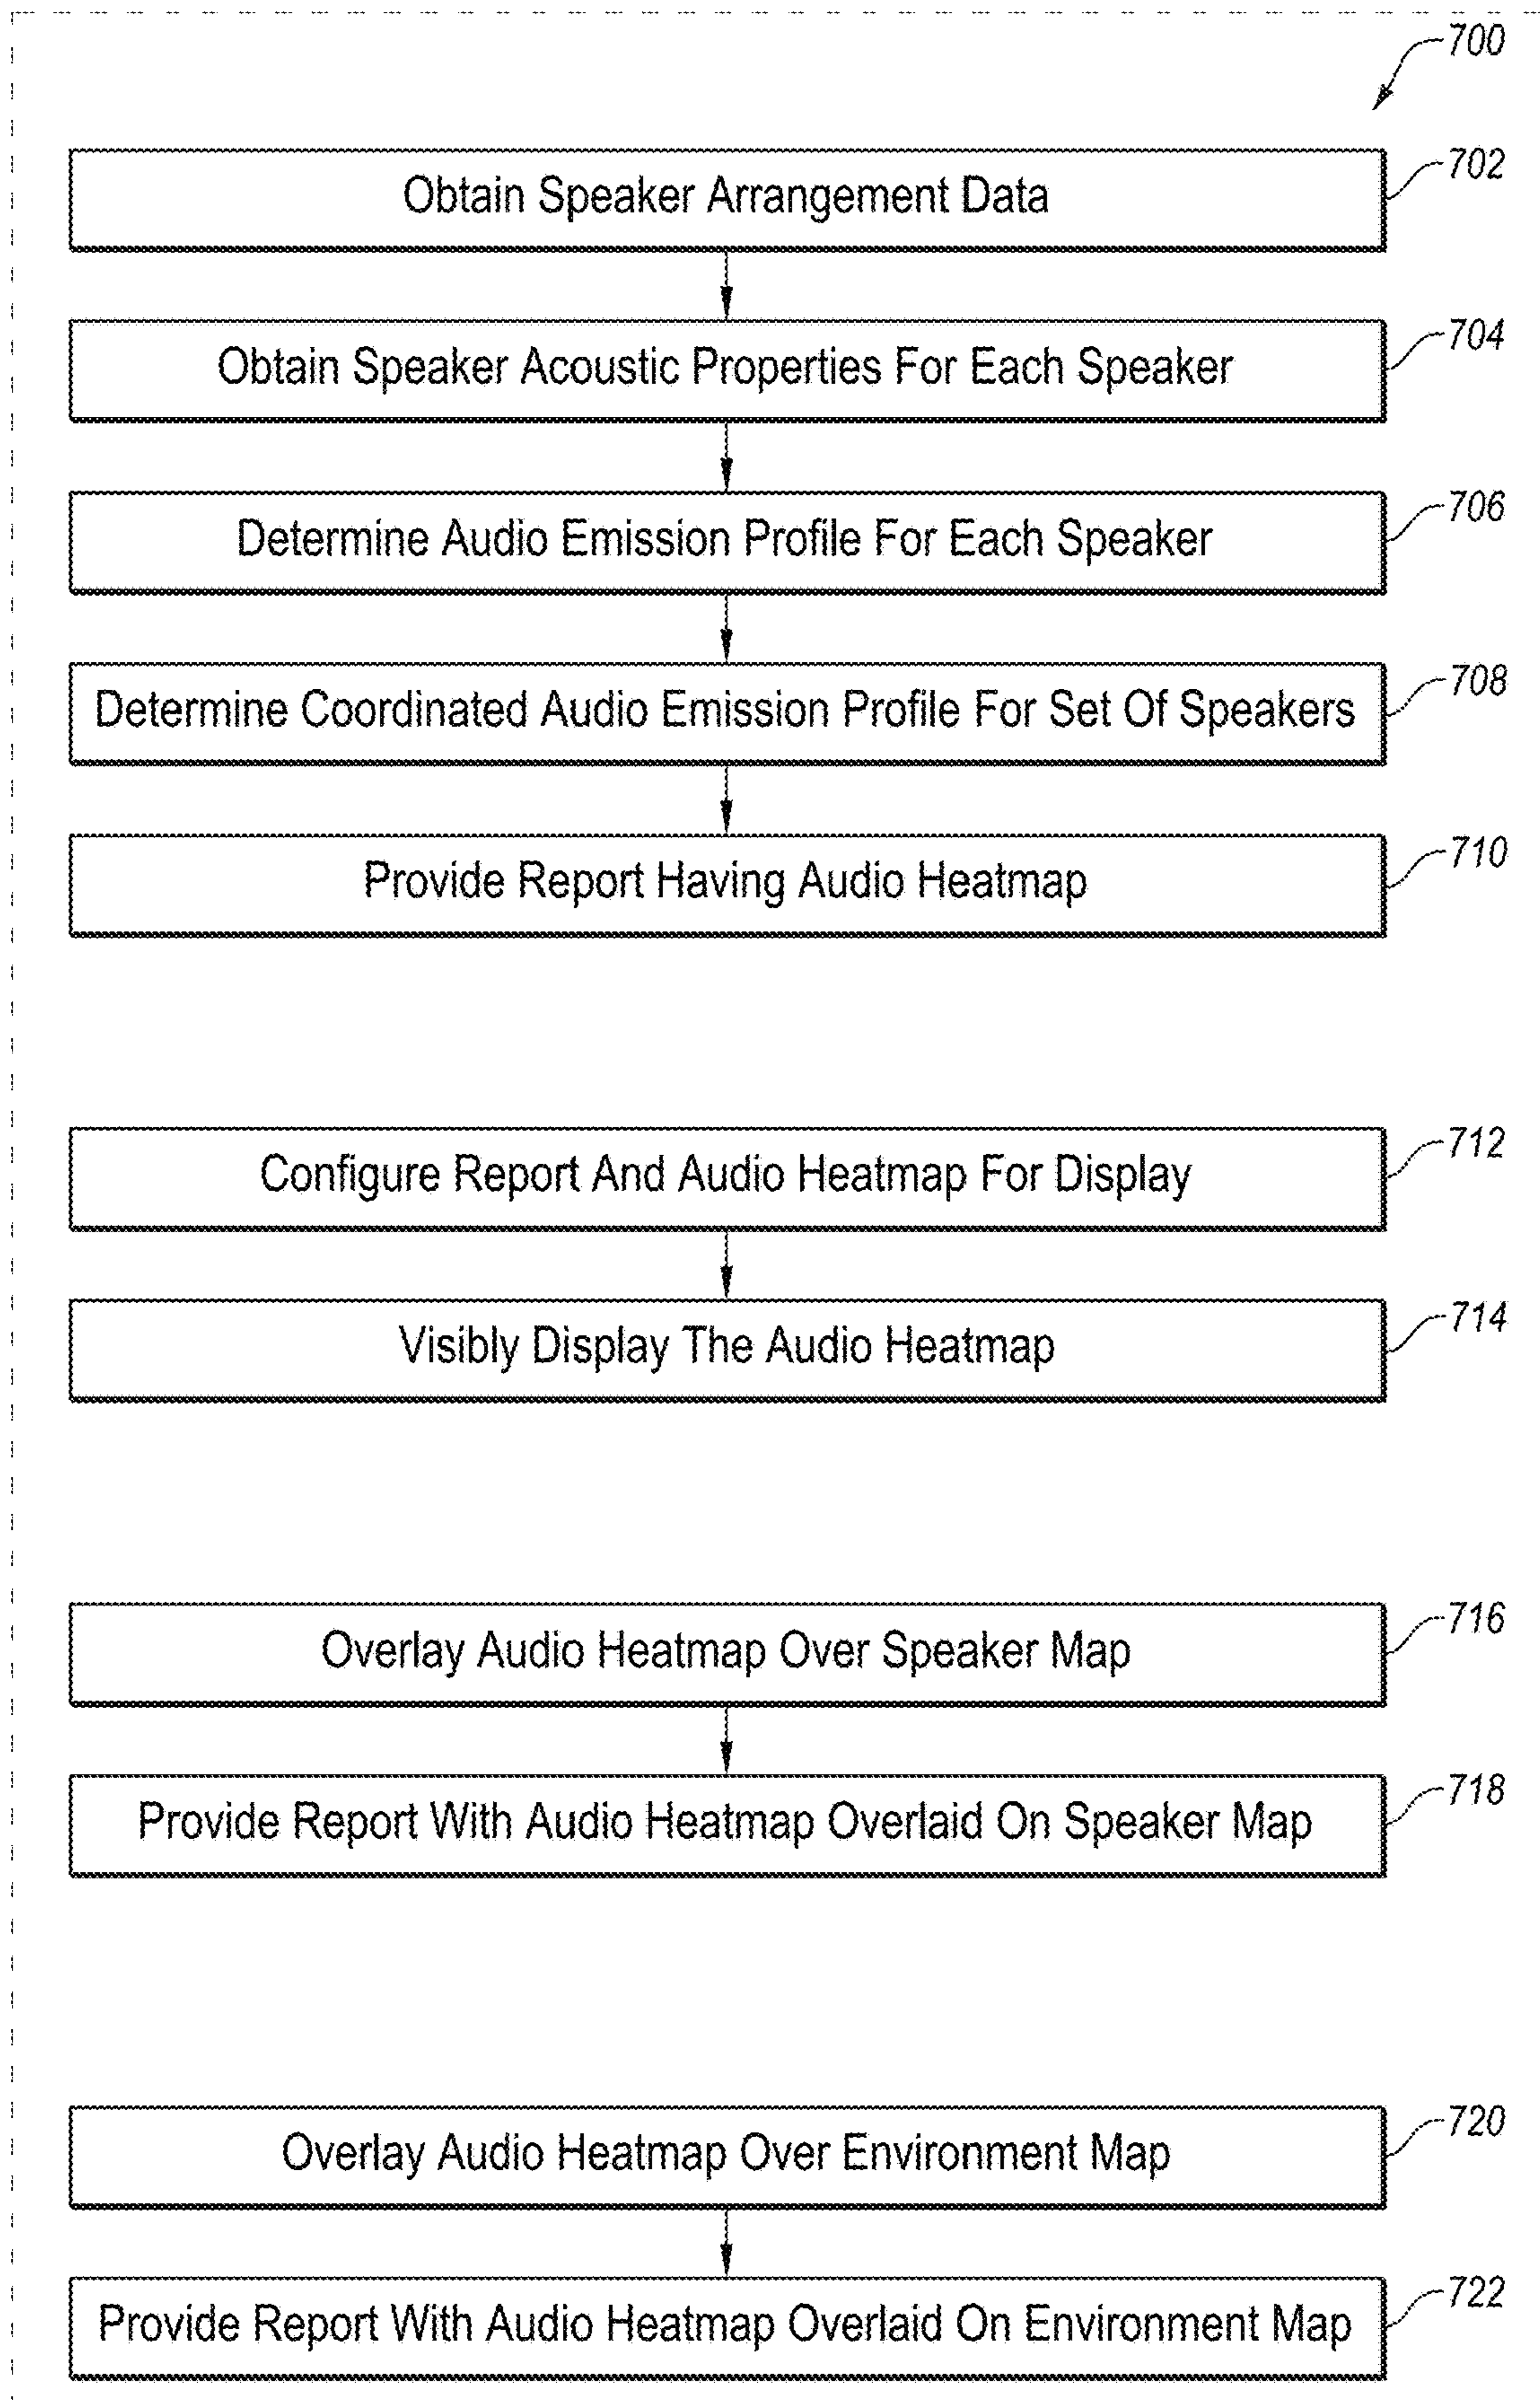 700
Obtain Speaker Arrangement Data
702
Obtain Speaker Acoustic Properties For Each Speaker
704
Determine Audio Emission Profile For Each Speaker
706
Determine Coordinated Audio Emission Profile For Set Of Speakers
708
Provide Report Having Audio Heatmap
710
Configure Report And Audio Heatmap For Display
712
Visibly Display The Audio Heatmap
714
Overlay Audio Heatmap Over Speaker Map
716
Provide Report With Audio Heatmap Overlaid On Speaker Map
718
Overlay Audio Heatmap Over Environment Map
720
Provide Report With Audio Heatmap Overlaid On Environment Map
722